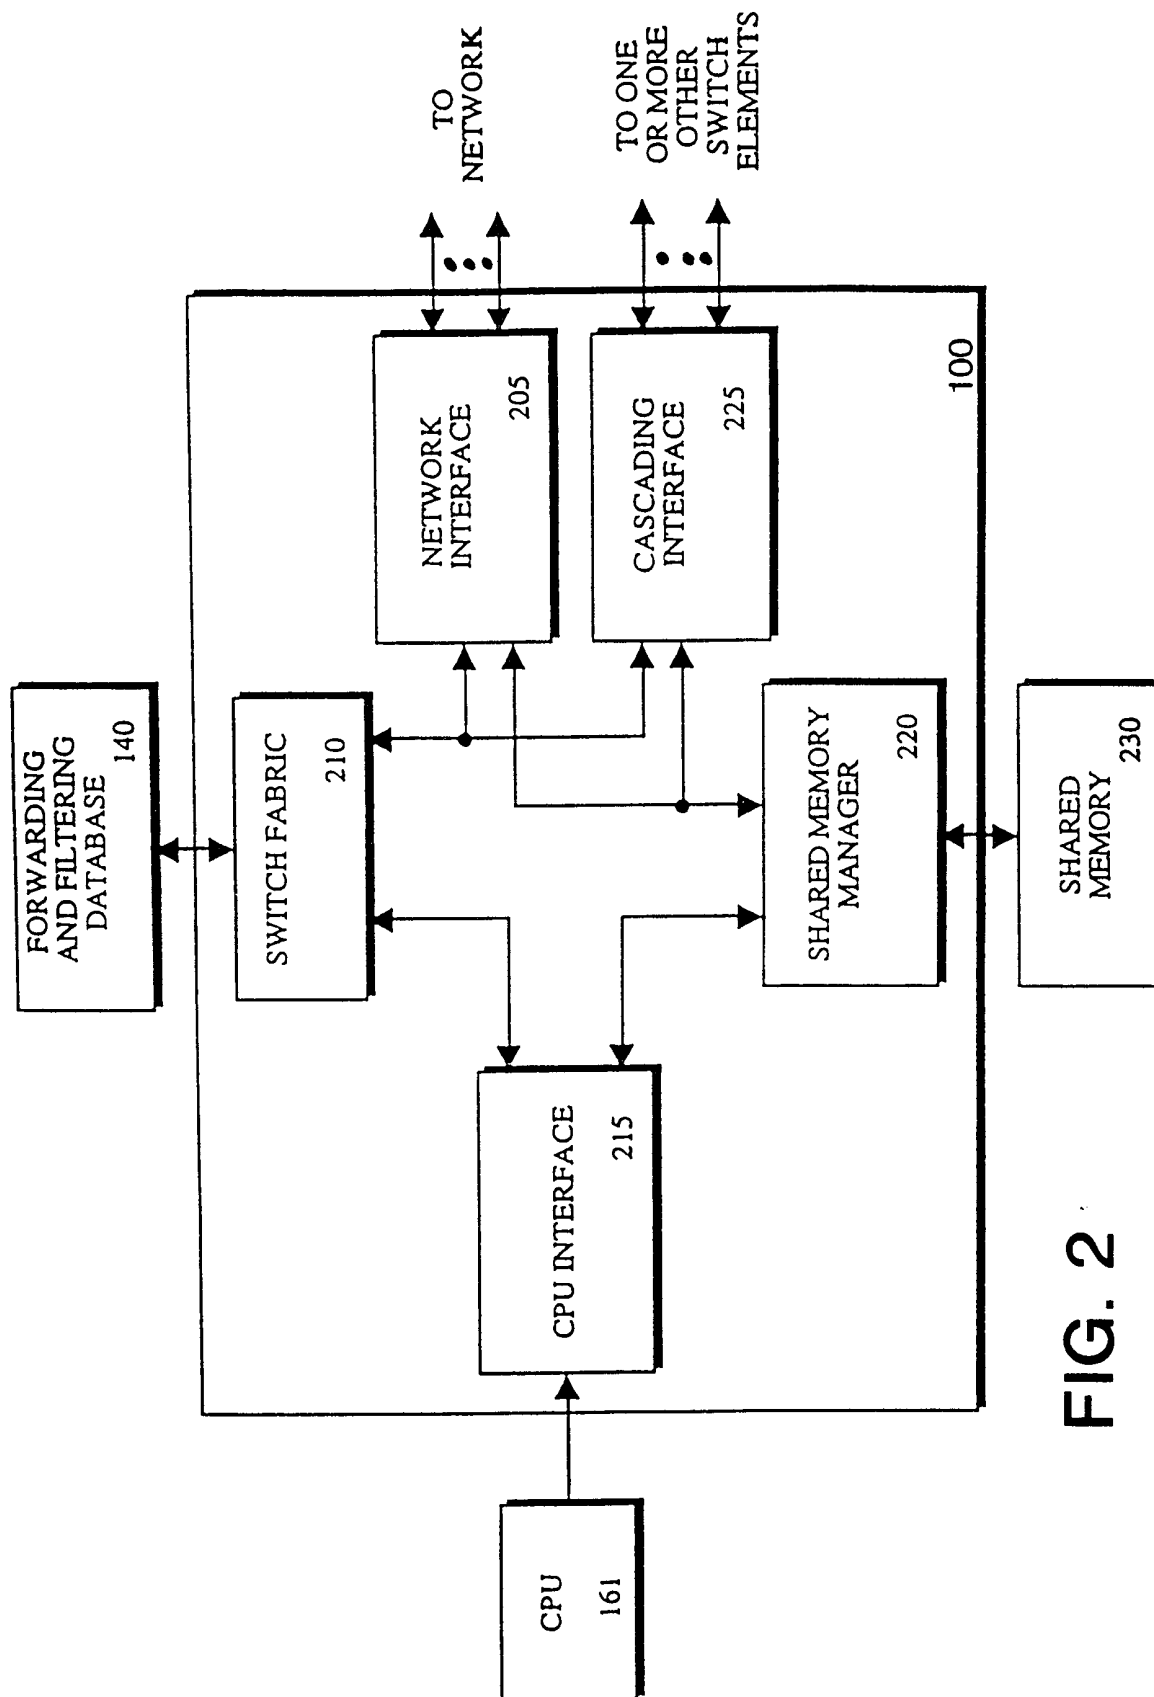 FORWARDING
AND FILTERING
DATABASE
140
SWITCH FABRIC
210
TO
NETWORK
NETWORK
INTERFACE
205
TO ONE
OR MORE
OTHER
SWITCH
ELEMENTS
CASCADING
INTERFACE
225
CPU
161
CPU INTERFACE
215
SHARED MEMORY
MANAGER
220
100
SHARED
MEMORY
230
FIG. 2